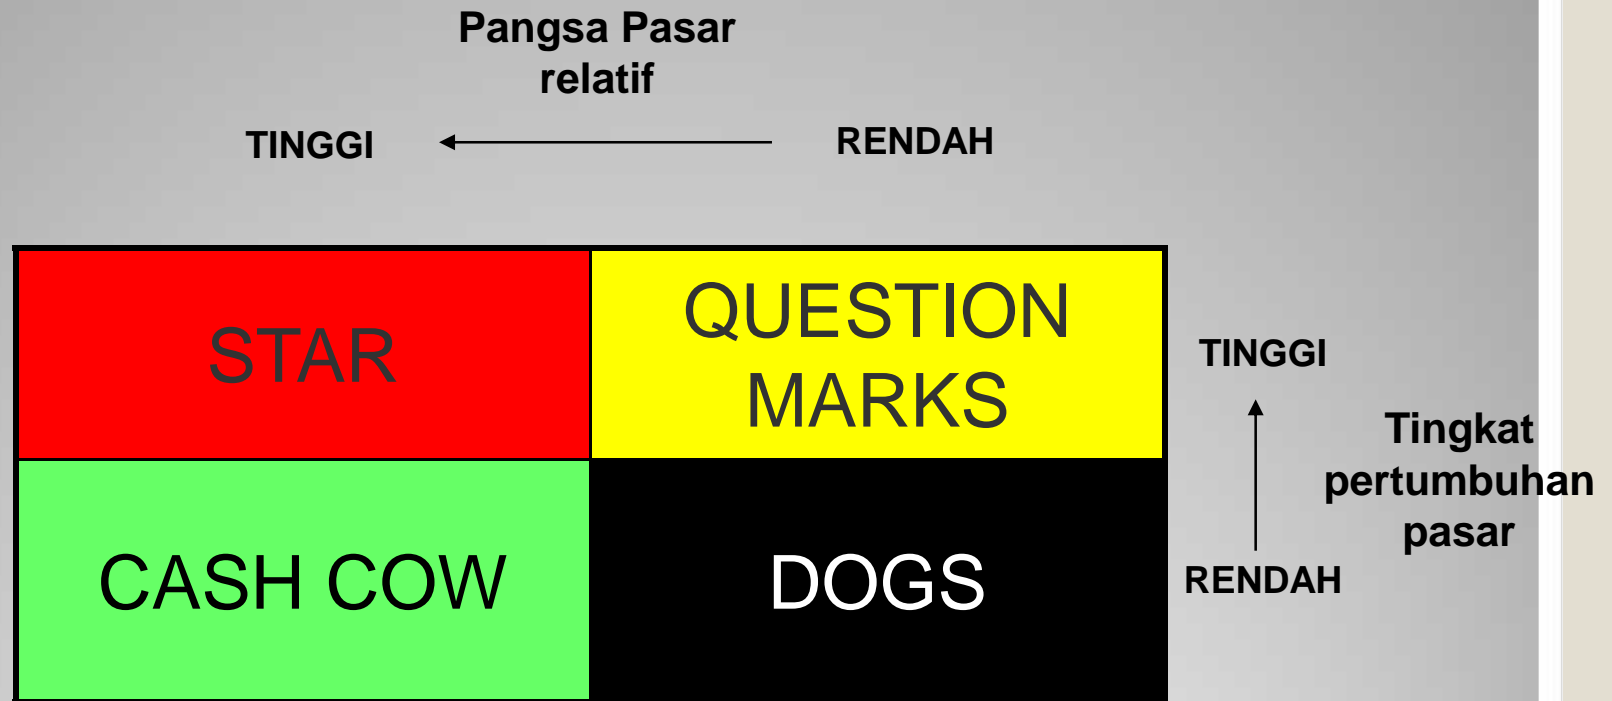 Pangsa Pasar
relatif
TINGGI
RENDAH
STAR
QUESTION
MARKS
TINGGI
Tingkat
pertumbuhan
pasar
CASH COW
DOGS
RENDAH